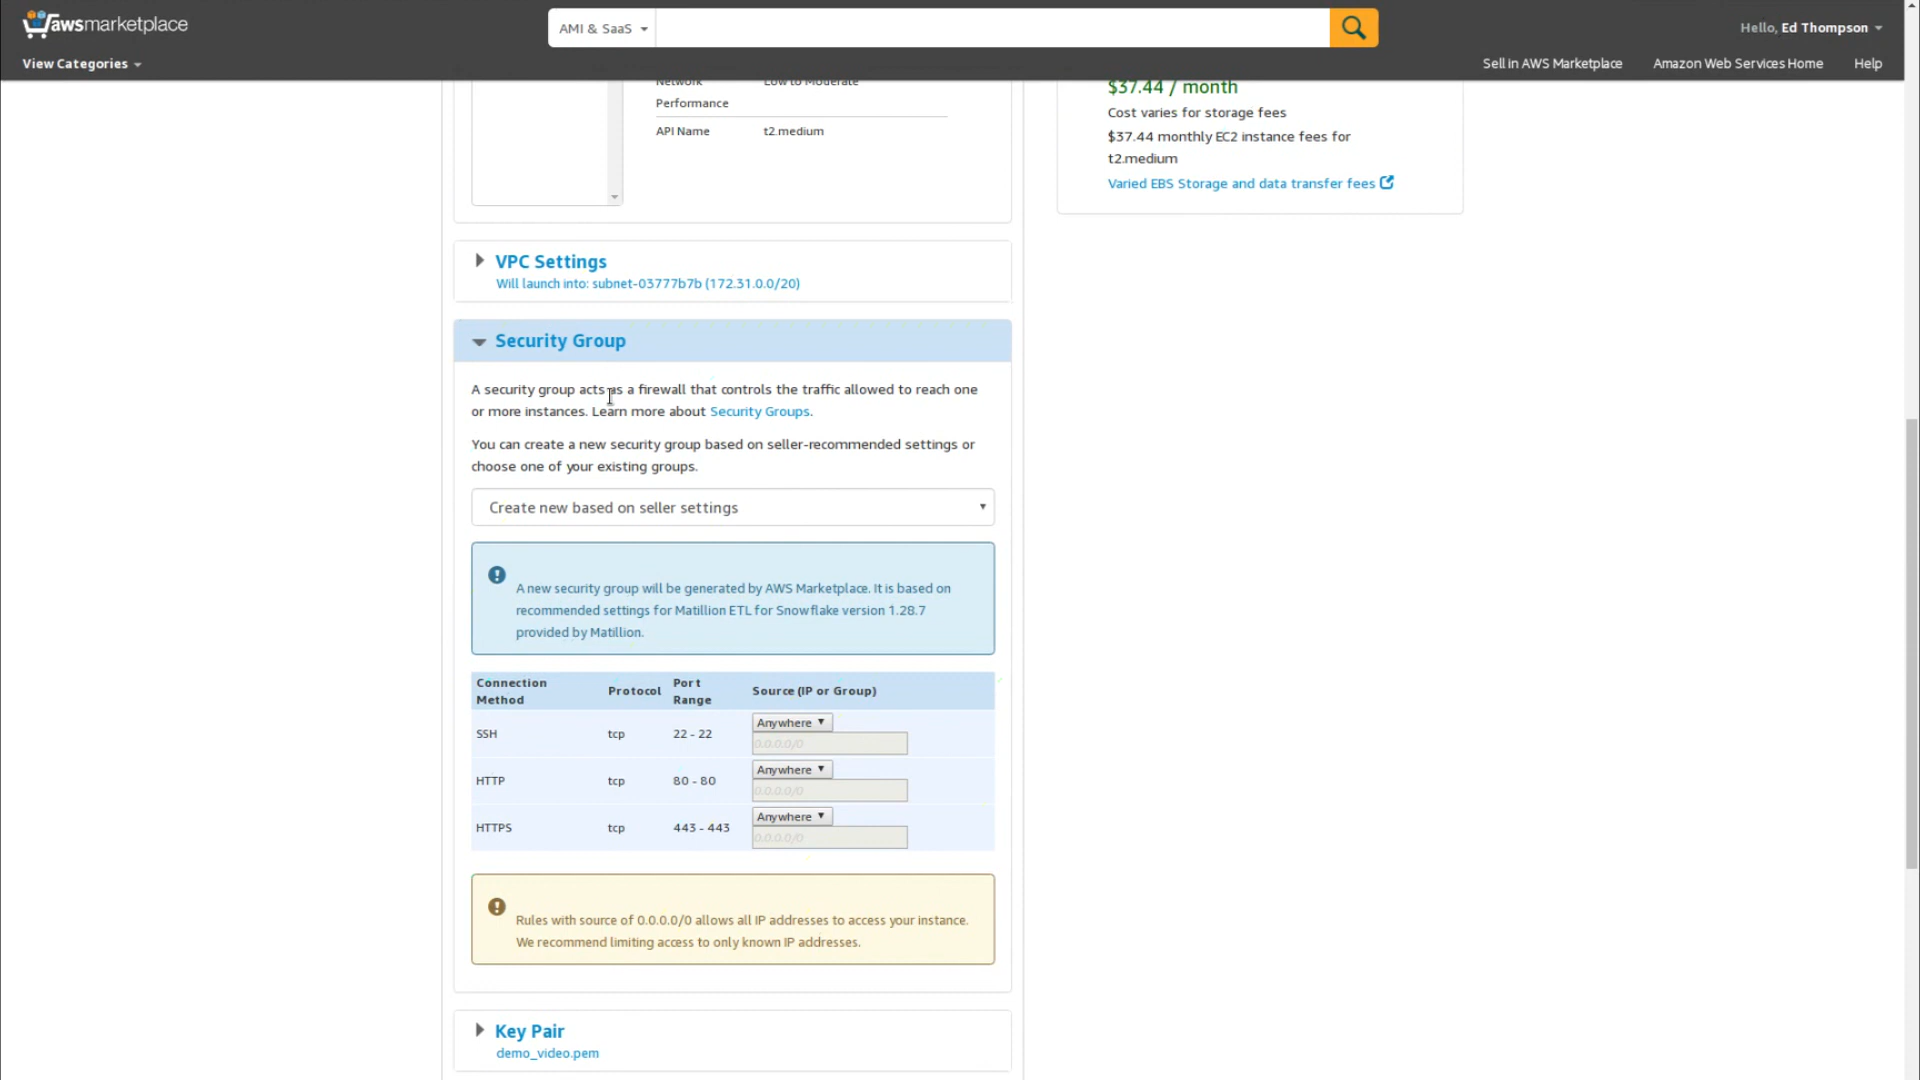 awsmarketplace
AMI & SaaS
Hello, Ed Thompson
View Categories
Sell in AWS Marketplace
Amazon Web Services Home
Help
Network
Performance
Low to Moderate
API Name
t2.medium
$37.44 / month
Cost varies for storage fees
$37.44 monthly EC2 instance fees for
t2.medium
Varied EBS Storage and data transfer fees
VPC Settings
Will launch into: subnet-03777b7b (172.31.0.0/20)
Security Group
A security group acts as a firewall that controls the traffic allowed to reach one
or more instances. Learn more about Security Groups.
You can create a new security group based on seller-recommended settings or
choose one of your existing groups.
Create new based on seller settings
A new security group will be generated by AWS Marketplace. It is based on
recommended settings for Matillion ETL for Snowflake version 1.28.7
provided by Matillion.
Connection
Method
Protocol
Port
Range
Source (IP or Group)
SSH
tcp
22 - 22
Anywhere
0.0.0.0/0
HTTP
tcp
80 - 80
Anywhere
0.0.0.0/0
HTTPS
tcp
443 - 443
Anywhere
0.0.0.0/0
Rules with source of 0.0.0.0/0 allows all IP addresses to access your instance.
We recommend limiting access to only known IP addresses.
Key Pair
demo_video.pem